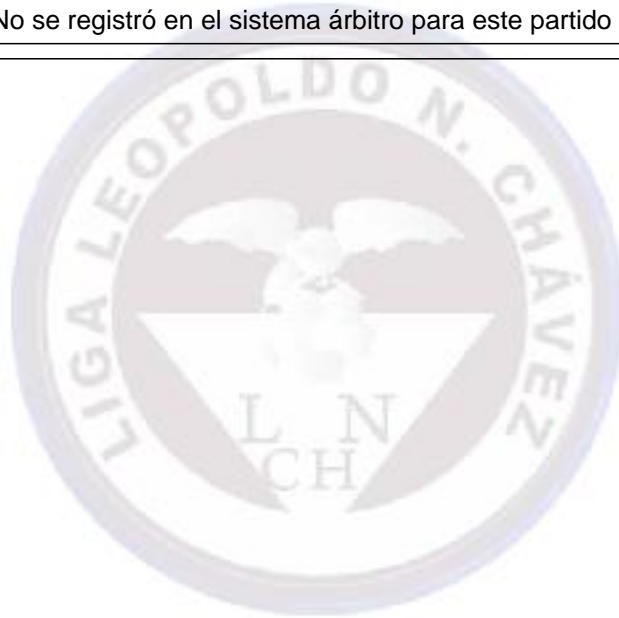 No se registró en el sistema árbitro para este partido
LIGA LEOPOLDO N. CHÁVEZ
L N
CH